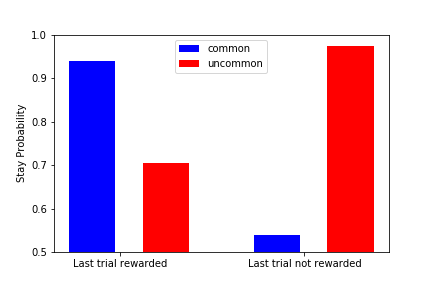 1.0
0.9
0.8
0.7
0.6
0.5
Stay Probability
common
uncommon
Last trial rewarded
Last trial not rewarded